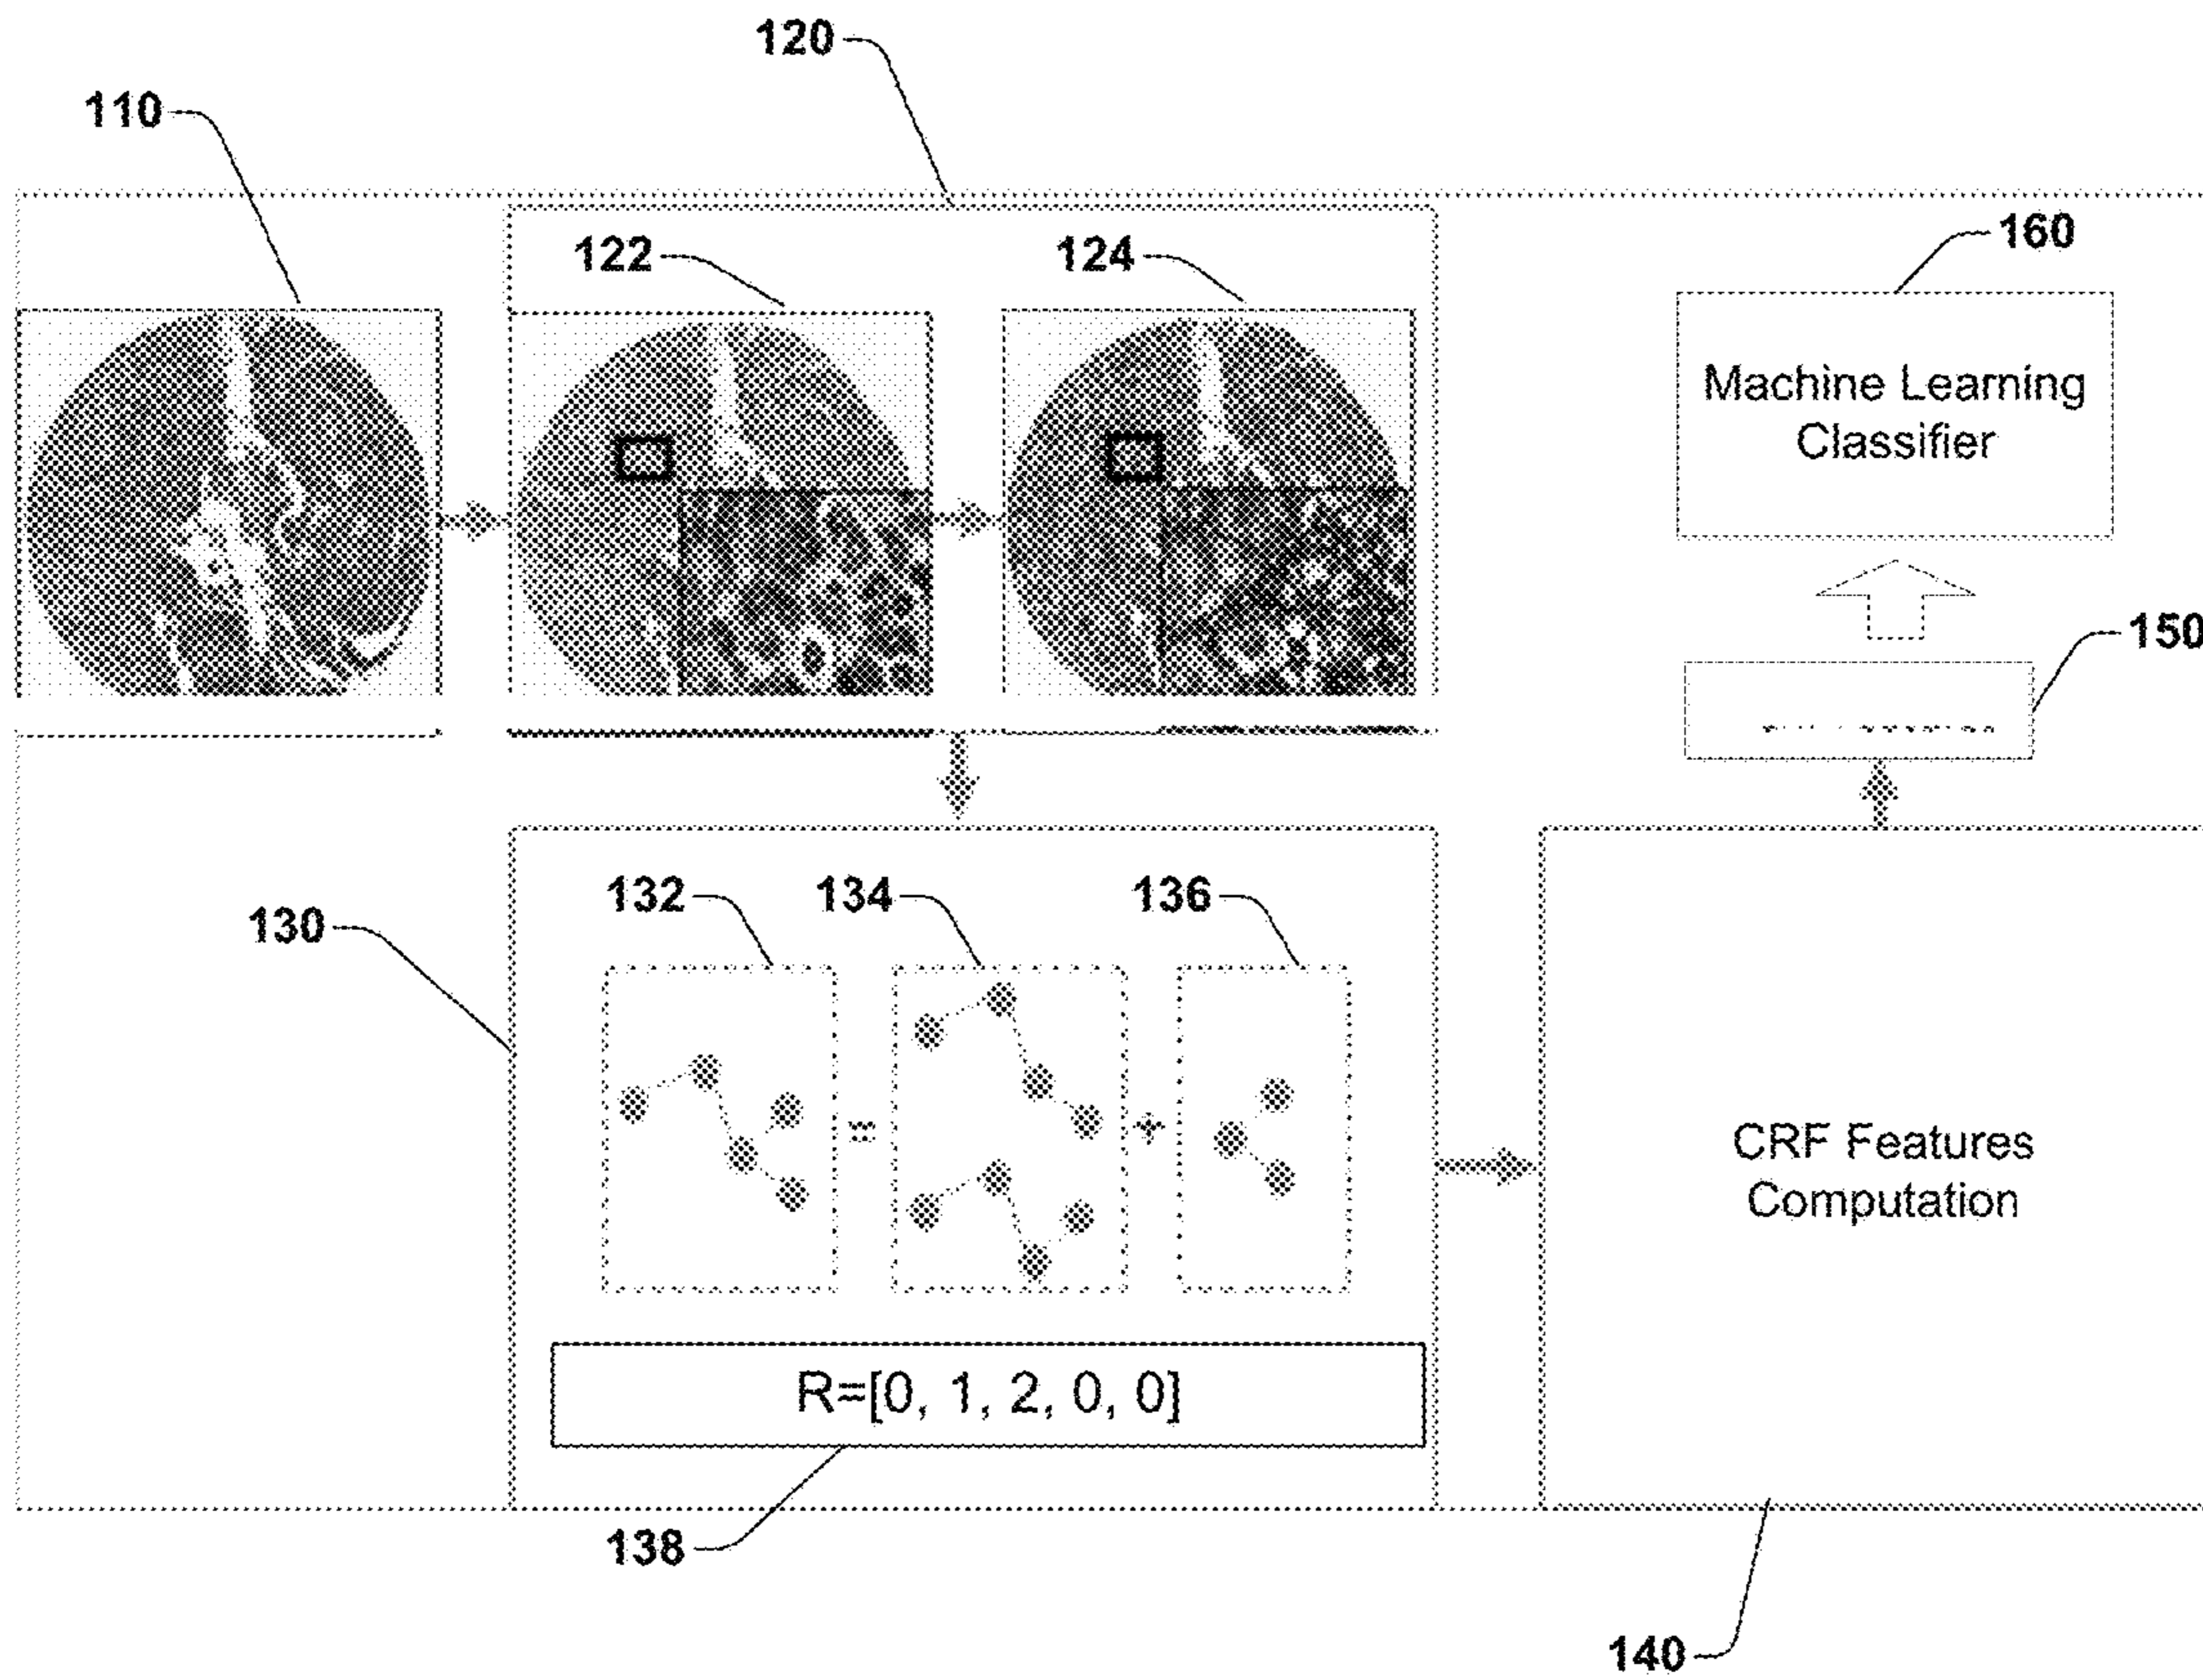 120
110
122
124
160
Machine Learning
Classifier
150
132
134
136
130
=
+
CRF Features
Computation
R=[0, 1, 2, 0, 0]
138
140